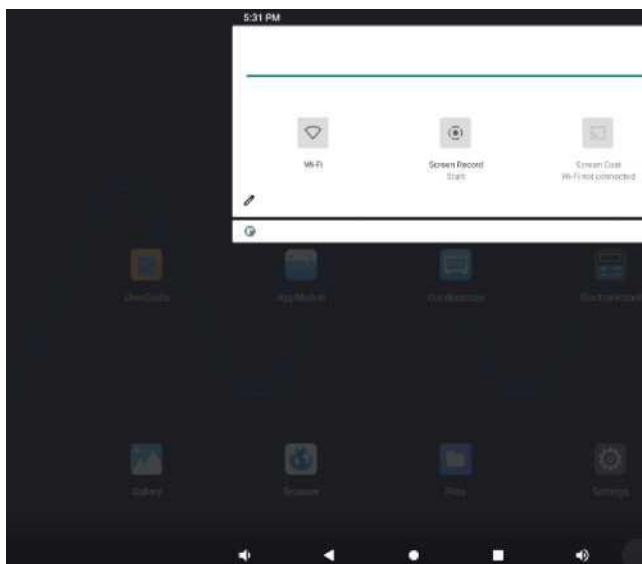 5:31 PM
Wi-Fi
Screen Record
Start
Screen Cast
Wi-Fi not connected
Gallery
Browser
Files
Settings